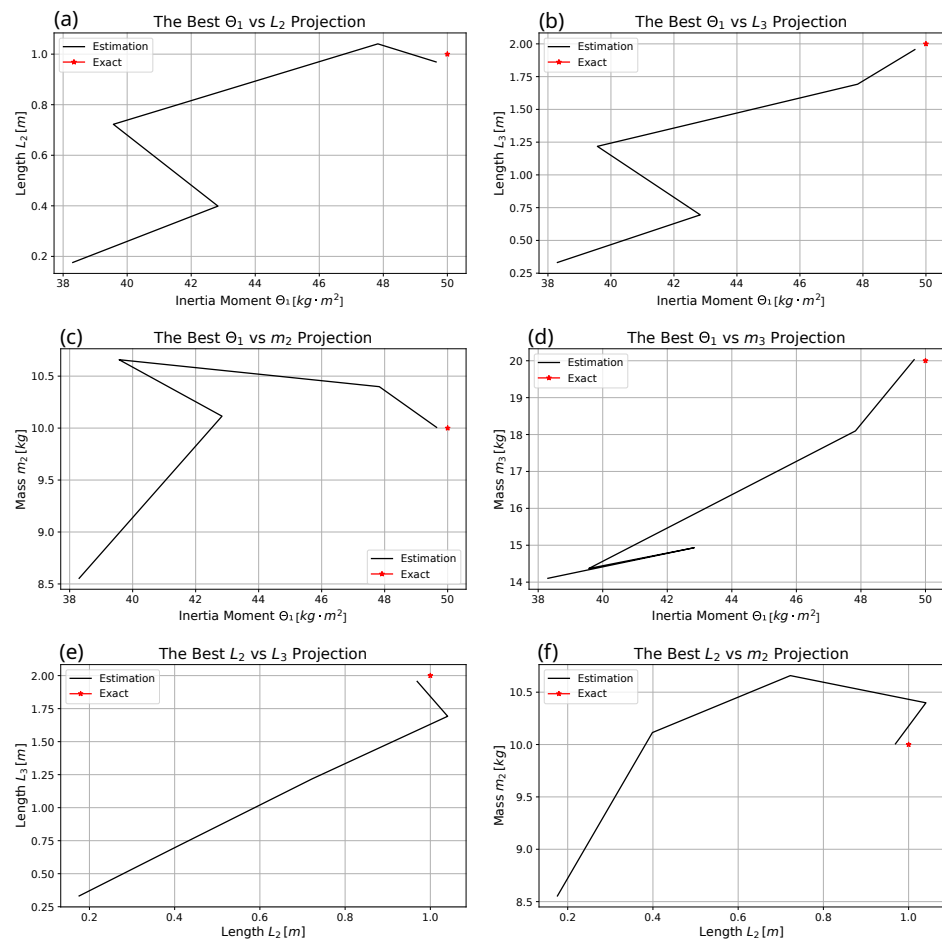 (a)
The Best Θ₁ vs L₂ Projection
Estimation
Exact
Length L₂ [m]
1.0
0.8
0.6
0.4
0.2
38 40 42 44 46 48 50
Inertia Moment Θ₁ [kg · m²]
(b)
The Best Θ₁ vs L₃ Projection
Estimation
Exact
Length L₃ [m]
2.00
1.75
1.50
1.25
1.00
0.75
0.50
0.25
38 40 42 44 46 48 50
Inertia Moment Θ₁ [kg · m²]
(c)
The Best Θ₁ vs m₂ Projection
Mass m₂ [kg]
10.5
10.0
9.5
9.0
8.5
Estimation
Exact
38 40 42 44 46 48 50
Inertia Moment Θ₁ [kg · m²]
(d)
The Best Θ₁ vs m₃ Projection
Estimation
Exact
Mass m₃ [kg]
20
19
18
17
16
15
14
38 40 42 44 46 48 50
Inertia Moment Θ₁ [kg · m²]
(e)
The Best L₂ vs L₃ Projection
Estimation
Exact
Length L₃ [m]
2.00
1.75
1.50
1.25
1.00
0.75
0.50
0.25
0.2 0.4 0.6 0.8 1.0
Length L₂ [m]
(f)
The Best L₂ vs m₂ Projection
Estimation
Exact
Mass m₂ [kg]
10.5
10.0
9.5
9.0
8.5
0.2 0.4 0.6 0.8 1.0
Length L₂ [m]